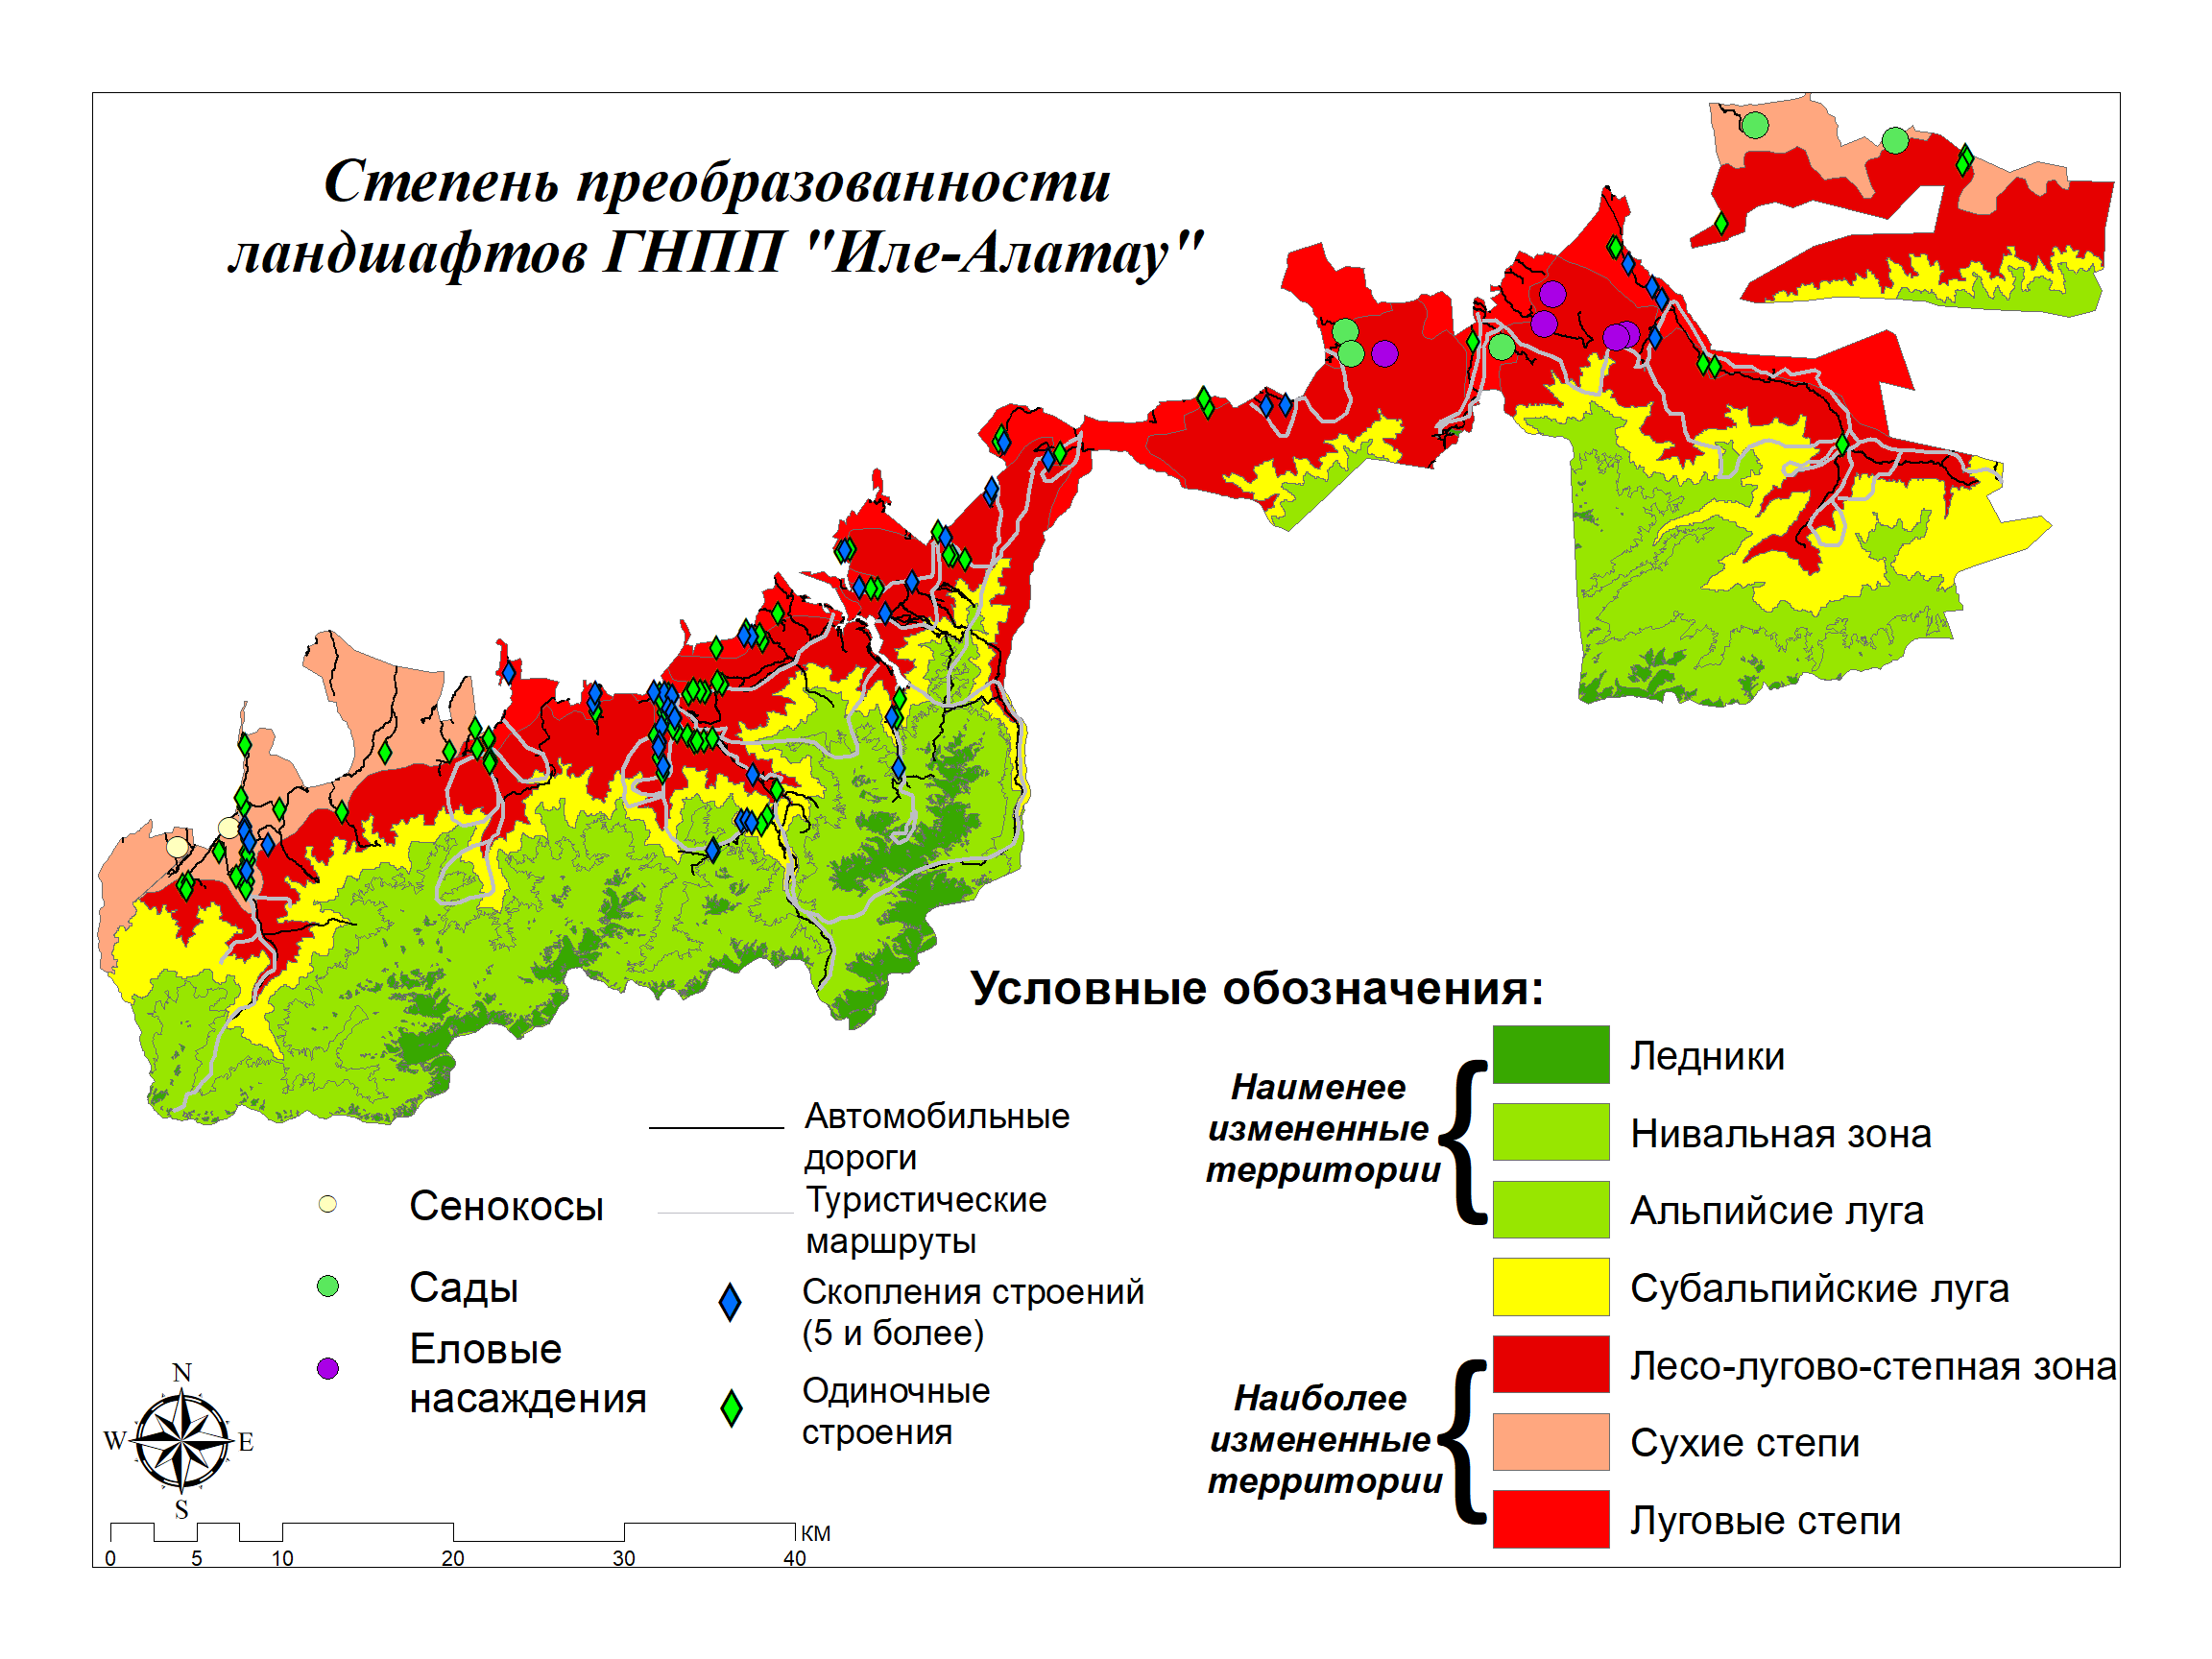 Степень преобразованности
ландшафтов ГНПП "Иле-Алатау"
Условные обозначения:
Наименее
измененные
территории
Ледники
Нивальная зона
Альпийсие луга
Субальпийские луга
Наиболее
измененные
территории
Лесо-лугово-степная зона
Сухие степи
Луговые степи
Автомобильные
дороги
Туристические
маршруты
Скопления строений
(5 и более)
Одиночные
строения
Сенокосы
Сады
Еловые
насаждения
N
W E
S
КМ
0 5 10 20 30 40